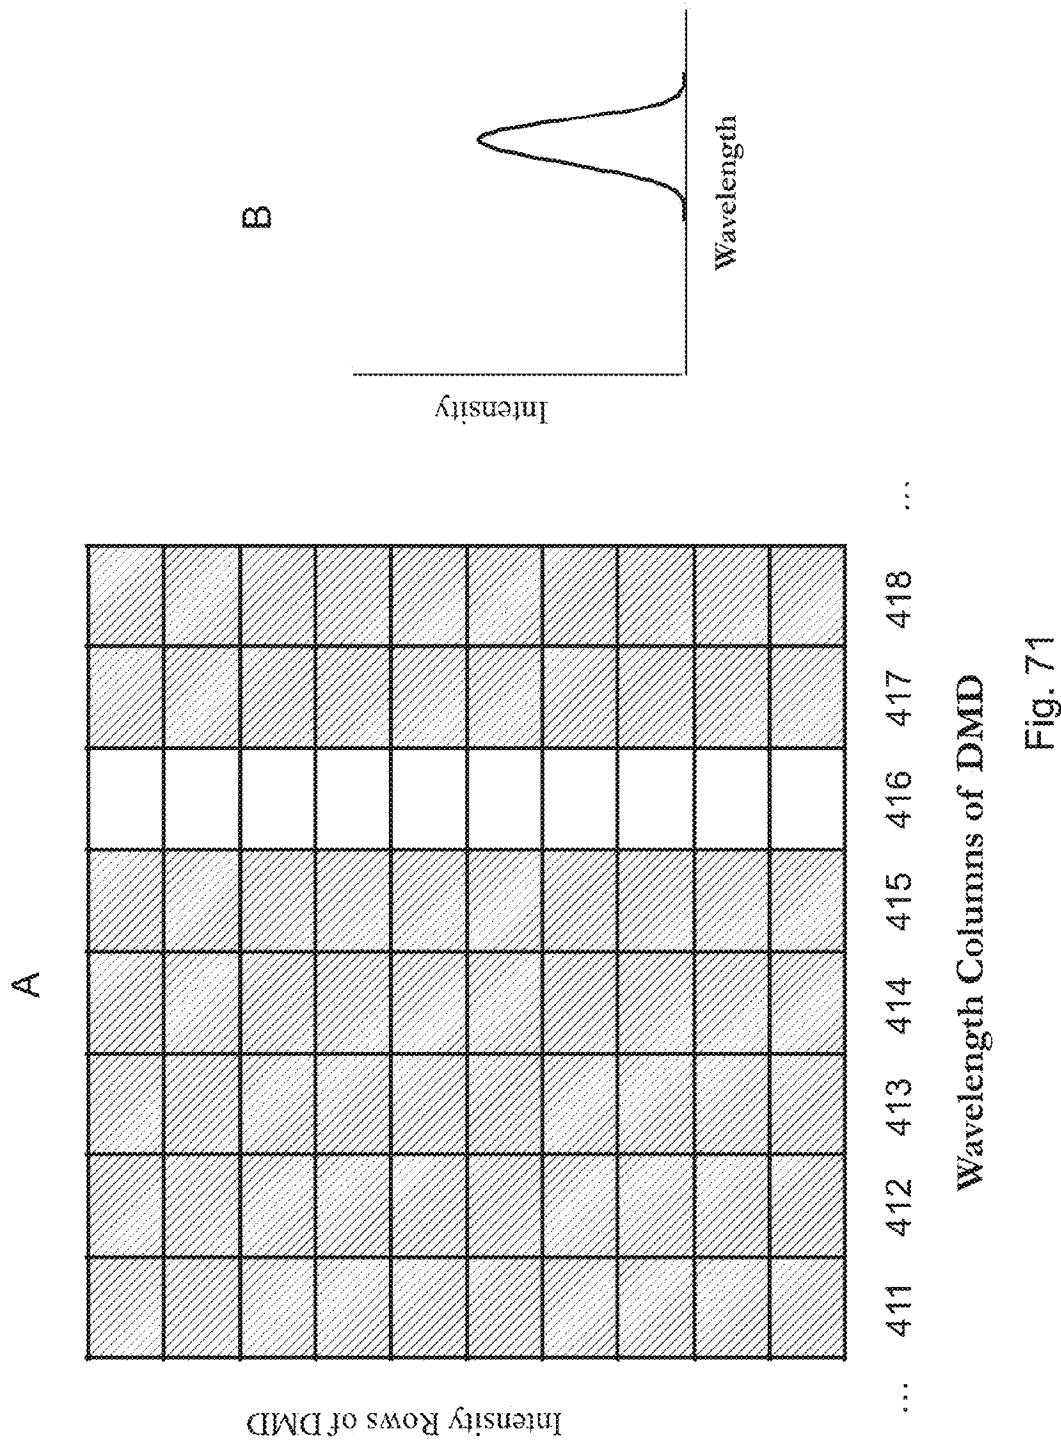 A
Intensity Rows of DMD
... 411 412 413 414 415 416 417 418 ...
Wavelength Columns of DMD
B
Intensity
Wavelength
Fig. 71